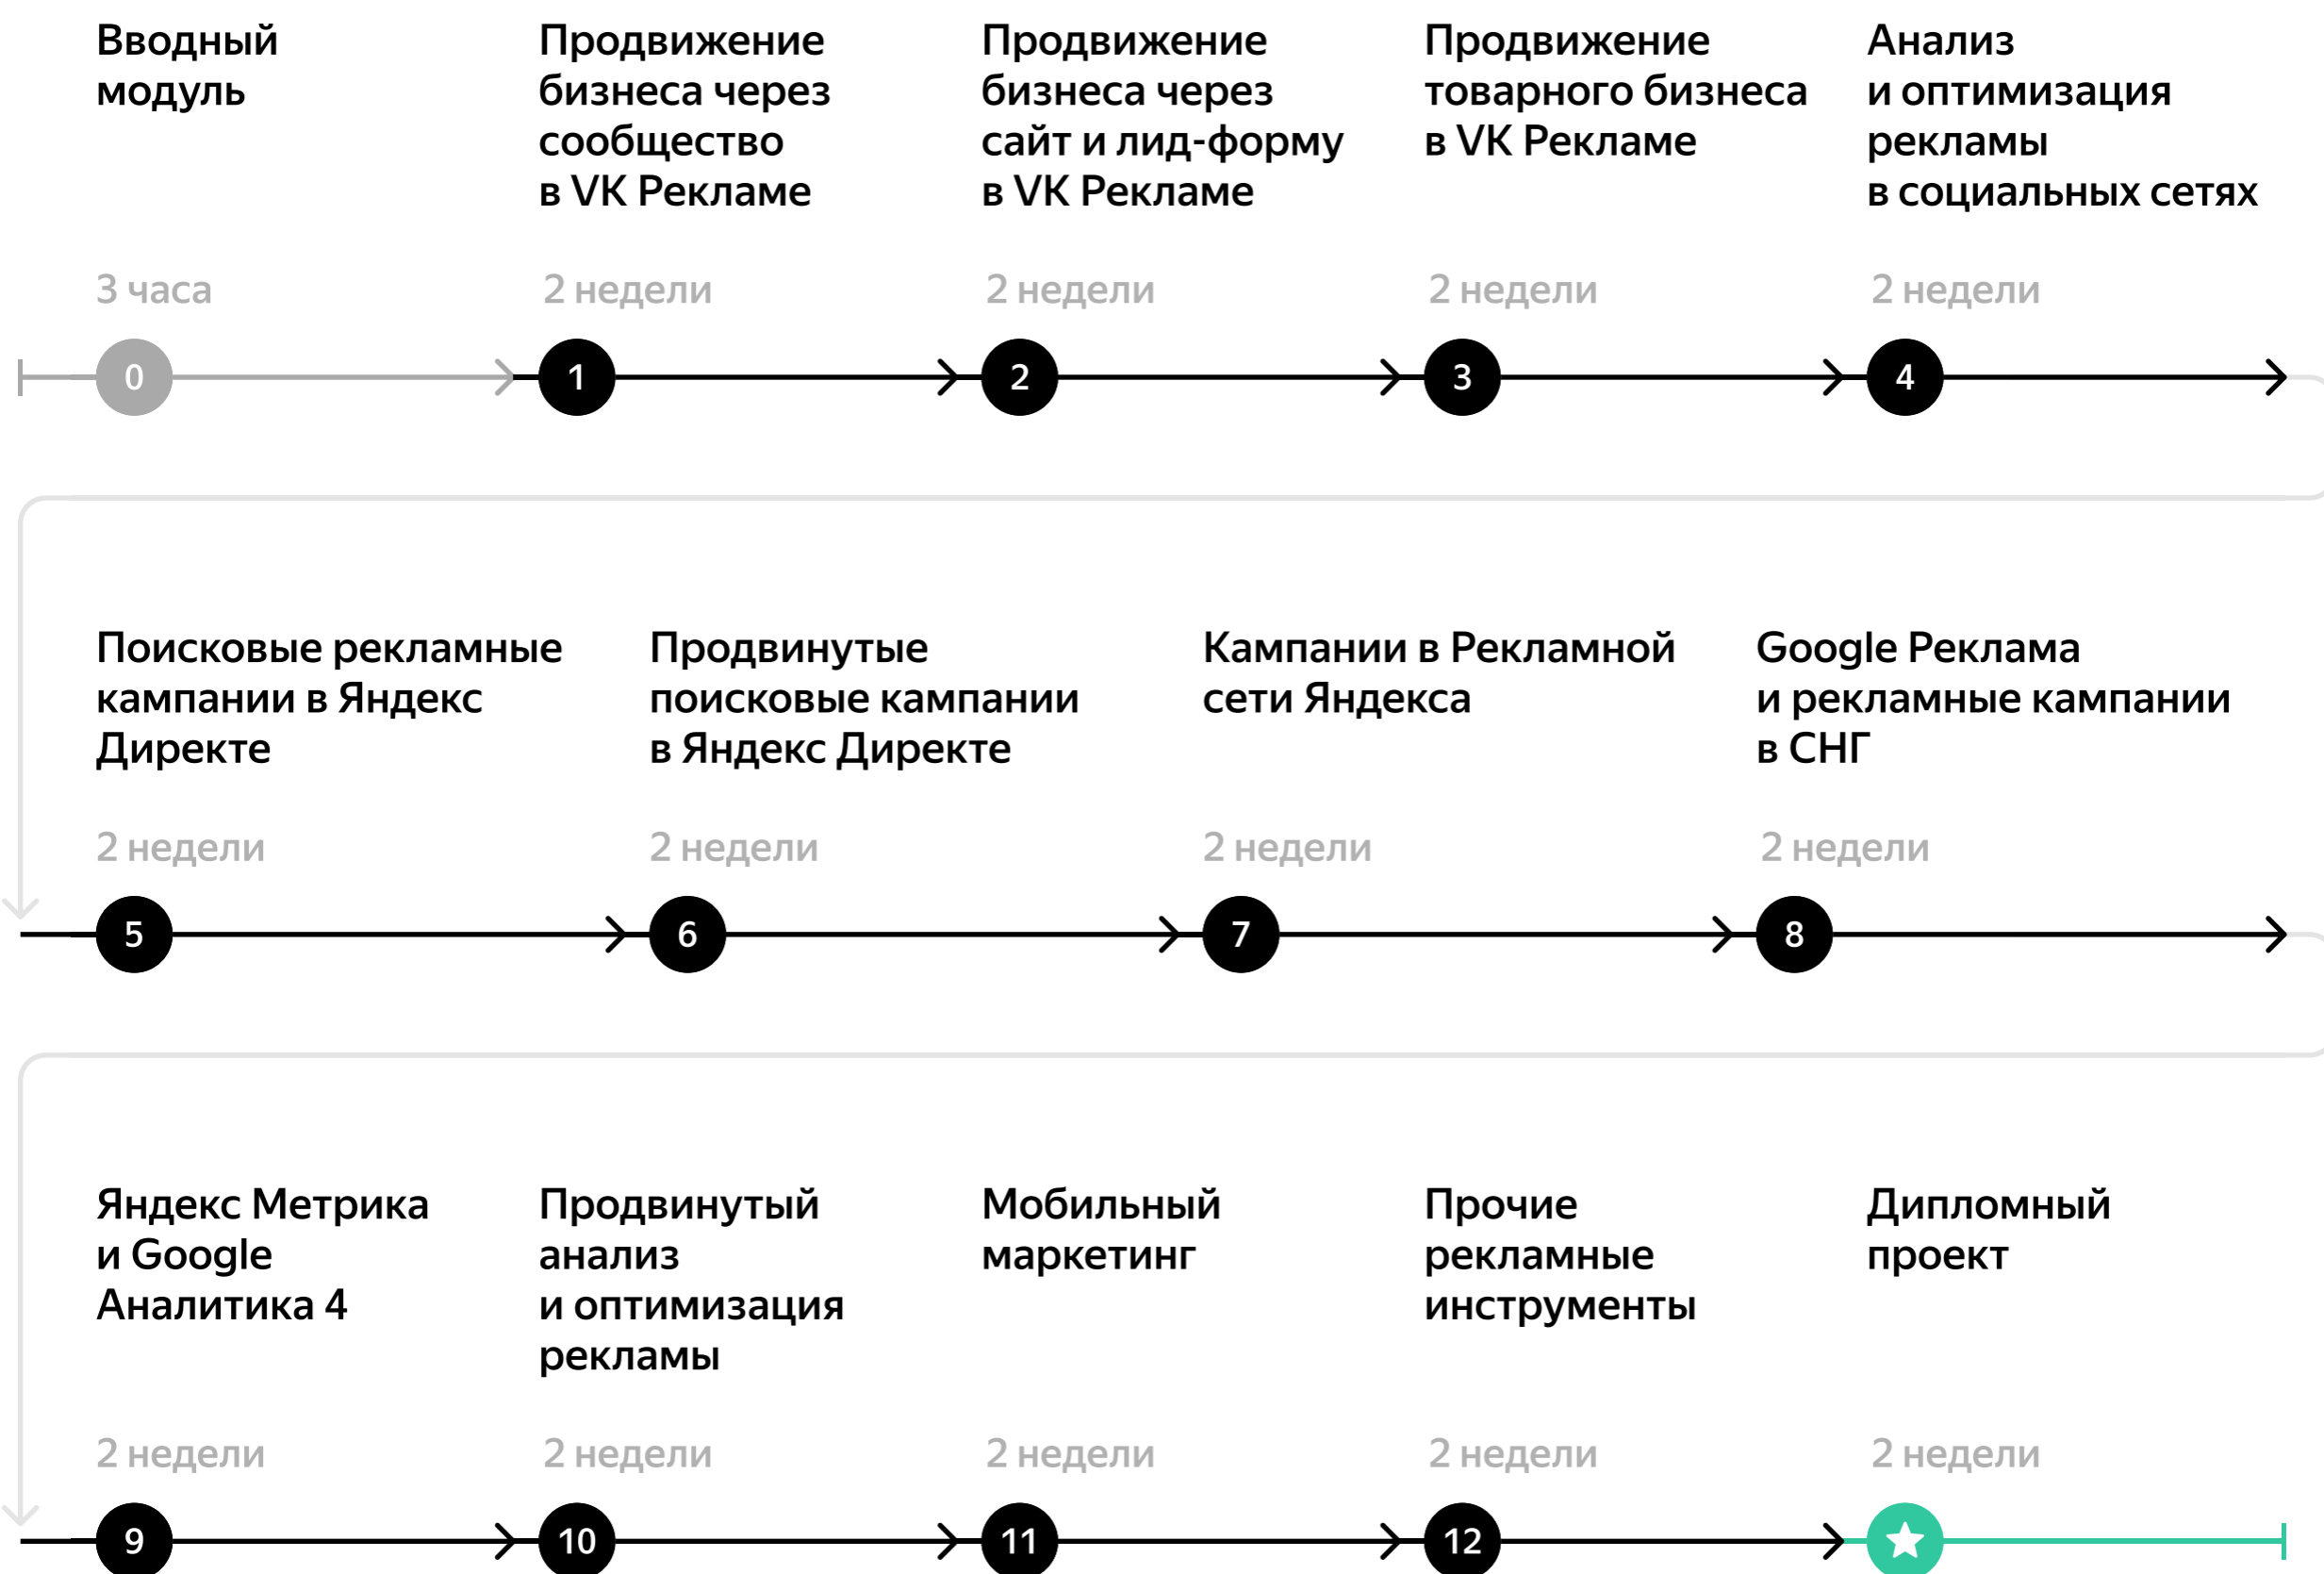 Вводный
модуль
3 часа
0
Продвижение
бизнеса через
сообщество
в VK Рекламе
2 недели
1
Продвижение
бизнеса через
сайт и лид-форму
в VK Рекламе
2 недели
2
Продвижение
товарного бизнеса
в VK Рекламе
2 недели
3
Анализ
и оптимизация
рекламы
в социальных сетях
2 недели
4
Поисковые рекламные
кампании в Яндекс
Директе
2 недели
5
Продвинутые
поисковые кампании
в Яндекс Директе
2 недели
6
Кампании в Рекламной
сети Яндекса
2 недели
7
Google Реклама
и рекламные кампании
в СНГ
2 недели
8
Яндекс Метрика
и Google
Аналитика 4
2 недели
9
Продвинутый
анализ
и оптимизация
рекламы
2 недели
10
Мобильный
маркетинг
2 недели
11
Прочие
рекламные
инструменты
2 недели
12
Дипломный
проект
2 недели